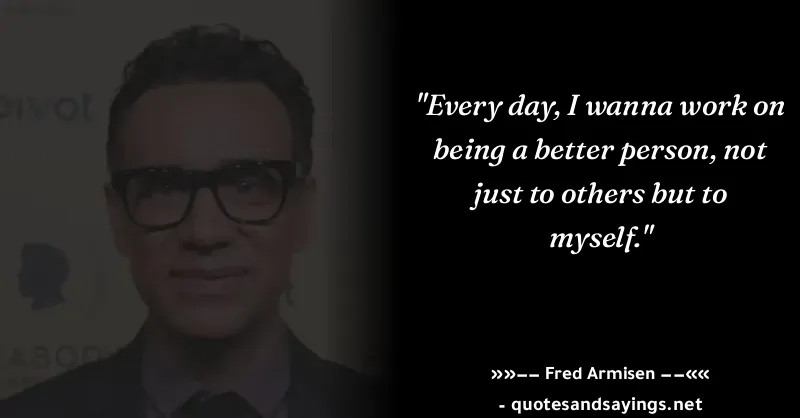 pivot
"Every day, I wanna work on
being a better person, not
just to others but to
myself."
»»−− Fred Armisen −−««
- quotesandsayings.net